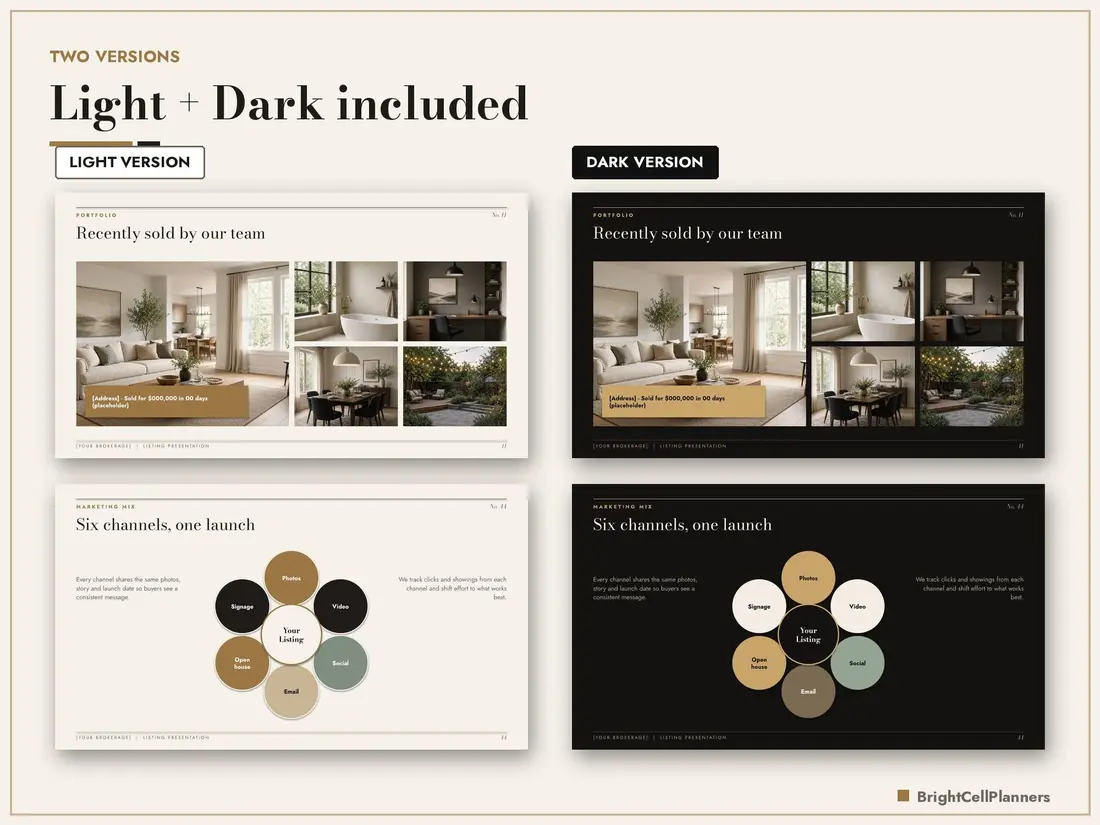 TWO VERSIONS
Light + Dark included
LIGHT VERSION
PORTFOLIO
No. 11
Recently sold by our team
[Address] · Sold for $000,000 in 00 days
(placeholder)
[YOUR BROKERAGE] | LISTING PRESENTATION
11
MARKETING MIX
No. 44
Six channels, one launch
Every channel shares the same photos,
story and launch date so buyers see a
consistent message.
Photos
Signage
Video
Your
Listing
Open
house
Social
Email
We track clicks and showings from each
channel and shift effort to what works
best.
[YOUR BROKERAGE] | LISTING PRESENTATION
44
DARK VERSION
PORTFOLIO
No. 11
Recently sold by our team
[Address] · Sold for $000,000 in 00 days
(placeholder)
[YOUR BROKERAGE] | LISTING PRESENTATION
11
MARKETING MIX
No. 44
Six channels, one launch
Every channel shares the same photos,
story and launch date so buyers see a
consistent message.
Photos
Signage
Video
Your
Listing
Open
house
Social
Email
We track clicks and showings from each
channel and shift effort to what works
best.
[YOUR BROKERAGE] | LISTING PRESENTATION
44
BrightCellPlanners